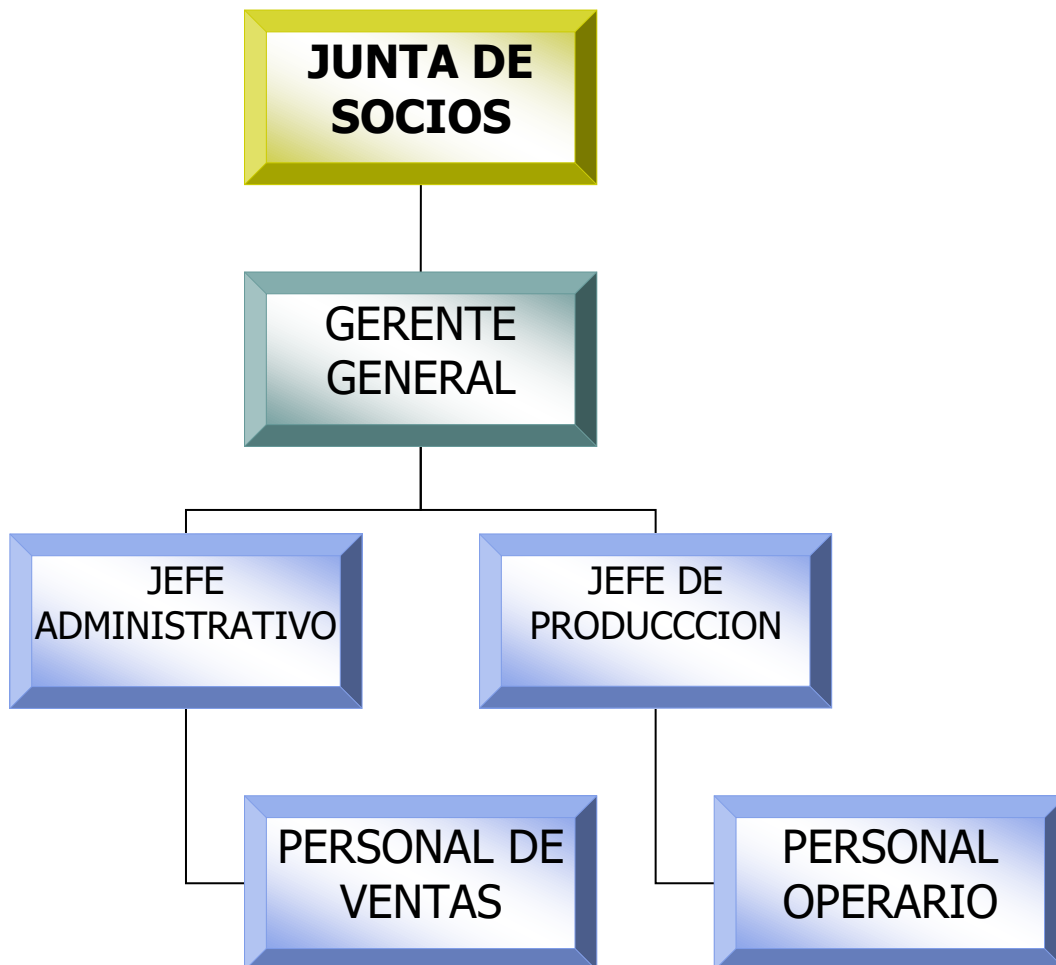 JUNTA DE
SOCIOS
GERENTE
GENERAL
JEFE
ADMINISTRATIVO
JEFE DE
PRODUCCCION
PERSONAL DE
VENTAS
PERSONAL
OPERARIO